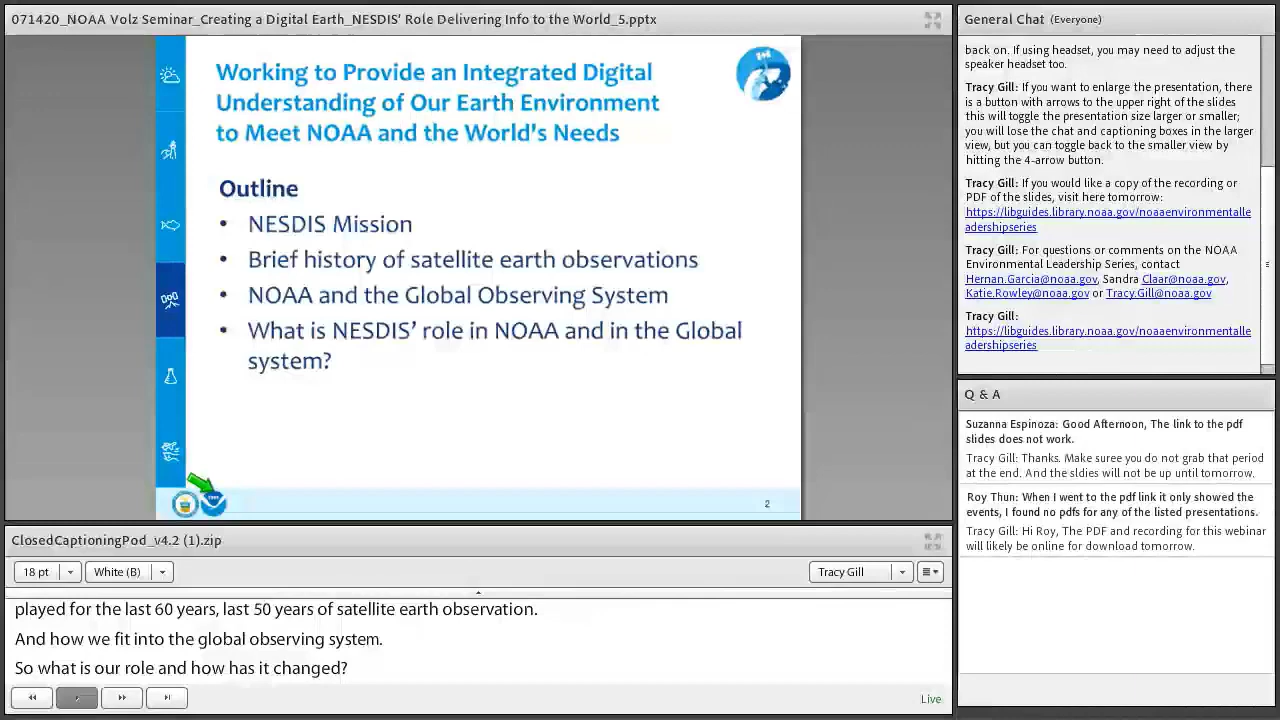 071420_NOAA Volz Seminar_Creating a Digital Earth_NESDIS' Role Delivering Info to the World_5.pptx
Working to Provide an Integrated Digital
Understanding of Our Earth Environment
to Meet NOAA and the World's Needs
Outline
• NESDIS Mission
• Brief history of satellite earth observations
• NOAA and the Global Observing System
• What is NESDIS' role in NOAA and in the Global
system?
2
ClosedCaptioningPod_v4.2 (1).zip
18 pt
White (B)
Tracy Gill
played for the last 60 years, last 50 years of satellite earth observation.
And how we fit into the global observing system.
So what is our role and how has it changed?
Live
General Chat (Everyone)
back on. If using headset, you may need to adjust the
speaker headset too.
Tracy Gill: If you want to enlarge the presentation, there
is a button with arrows to the upper right of the slides
this will toggle the presentation size larger or smaller;
you will lose the chat and captioning boxes in the larger
view, but you can toggle back to the smaller view by
hitting the 4-arrow button.
Tracy Gill: If you would like a copy of the recording or
PDF of the slides, visit here tomorrow:
https://libguides.library.noaa.gov/noaaenvironmentalle
adershipseries
Tracy Gill: For questions or comments on the NOAA
Environmental Leadership Series, contact
Hernan.Garcia@noaa.gov, Sandra Claar@noaa.gov,
Katie.Rowley@noaa.gov or Tracy.Gill@noaa.gov
Tracy Gill:
https://libguides.library.noaa.gov/noaaenvironmentalle
adershipseries
Q & A
Suzanna Espinoza: Good Afternoon, The link to the pdf
slides does not work.
Tracy Gill: Thanks. Make suree you do not grab that period
at the end. And the sldies will not be up until tomorrow.
Roy Thun: When I went to the pdf link it only showed the
events, I found no pdfs for any of the listed presentations.
Tracy Gill: Hi Roy, The PDF and recording for this webinar
will likely be online for download tomorrow.